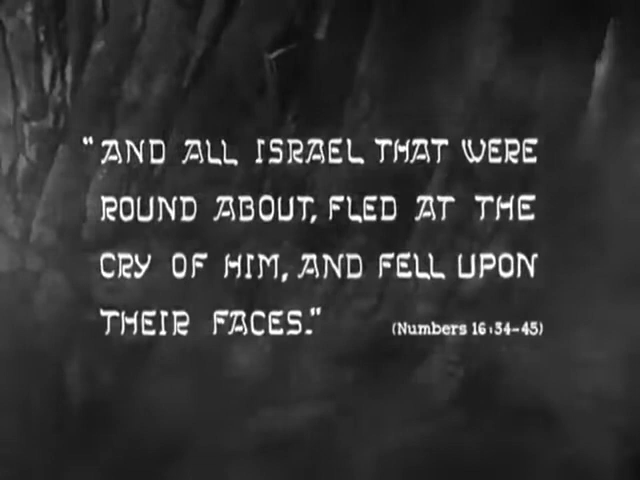 "AND ALL ISRAEL THAT WERE
ROUND ABOUT, FLED AT THE
CRY OF HIM, AND FELL UPON
THEIR FACES."
(Numbers 16:34-45)